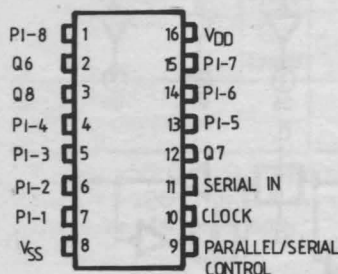 PI-8 1 16 VDD
Q6 2 15 PI-7
Q8 3 14 PI-6
PI-4 4 13 PI-5
PI-3 5 12 Q7
PI-2 6 11 SERIAL IN
PI-1 7 10 CLOCK
VSS 8 9 PARALLEL/SERIAL
CONTROL